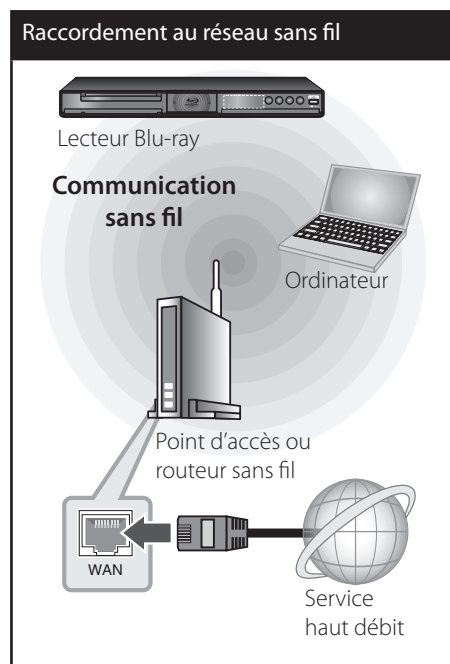 Raccordement au réseau sans fil
Lecteur Blu-ray
Communication
sans fil
Ordinateur
Point d'accès ou
routeur sans fil
WAN
Service
haut débit